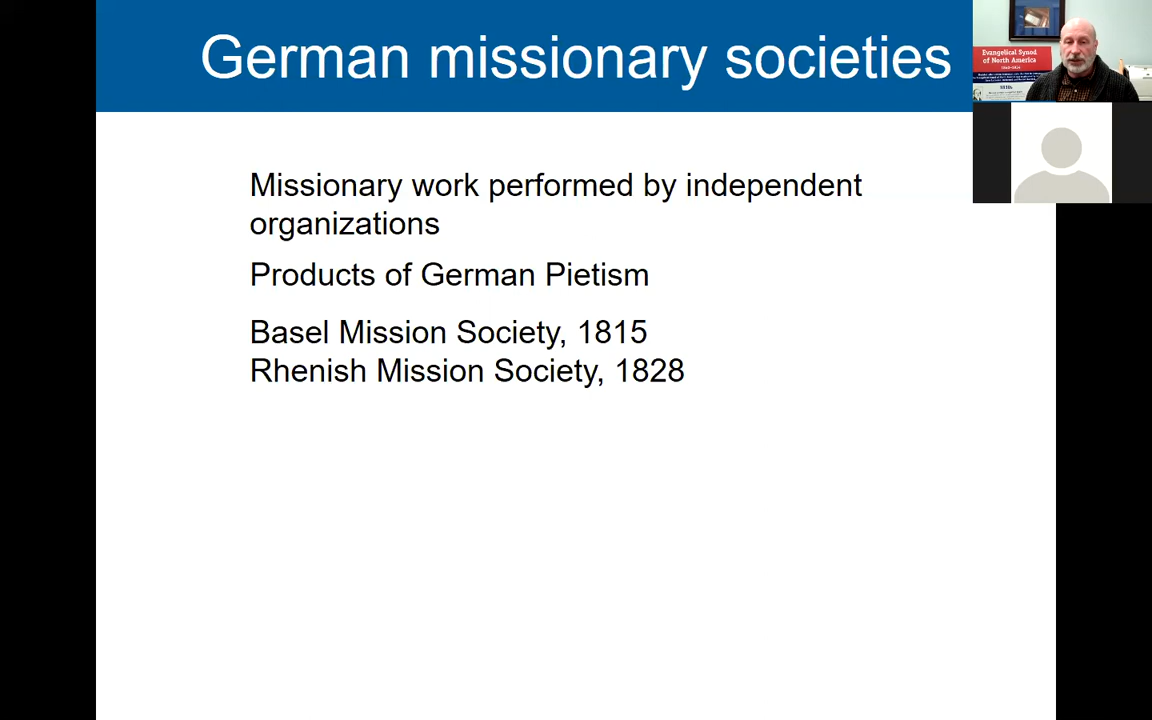 German missionary societies
Missionary work performed by independent
organizations
Products of German Pietism
Basel Mission Society, 1815
Rhenish Mission Society, 1828
Evangelical Synod
of North America